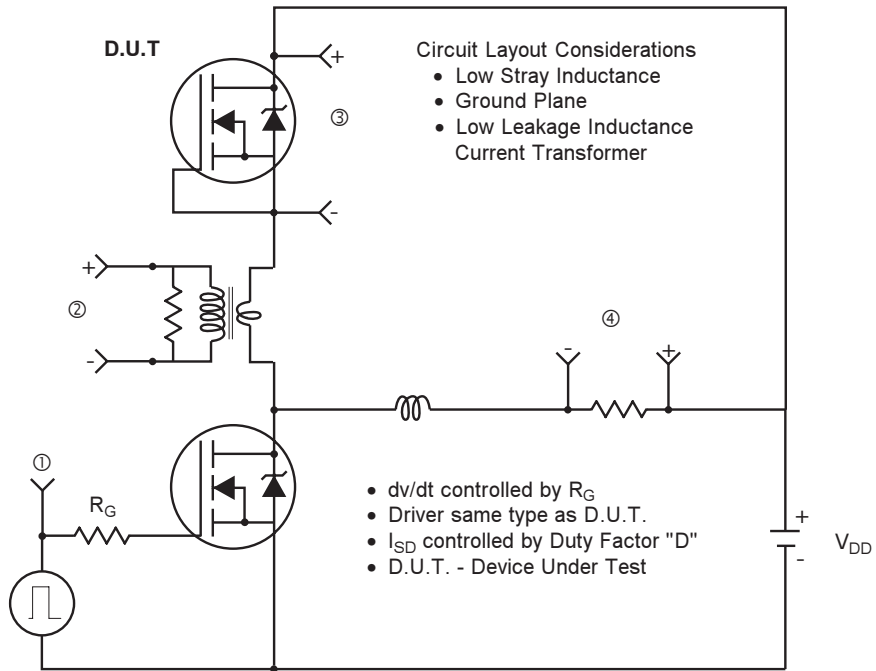 D.U.T
+
Circuit Layout Considerations
• Low Stray Inductance
• Ground Plane
• Low Leakage Inductance
Current Transformer
③
-
+
②
-
④
-
+
①
R_G
• dv/dt controlled by R_G
• Driver same type as D.U.T.
• I_SD controlled by Duty Factor "D"
• D.U.T. - Device Under Test
+
V_DD
-